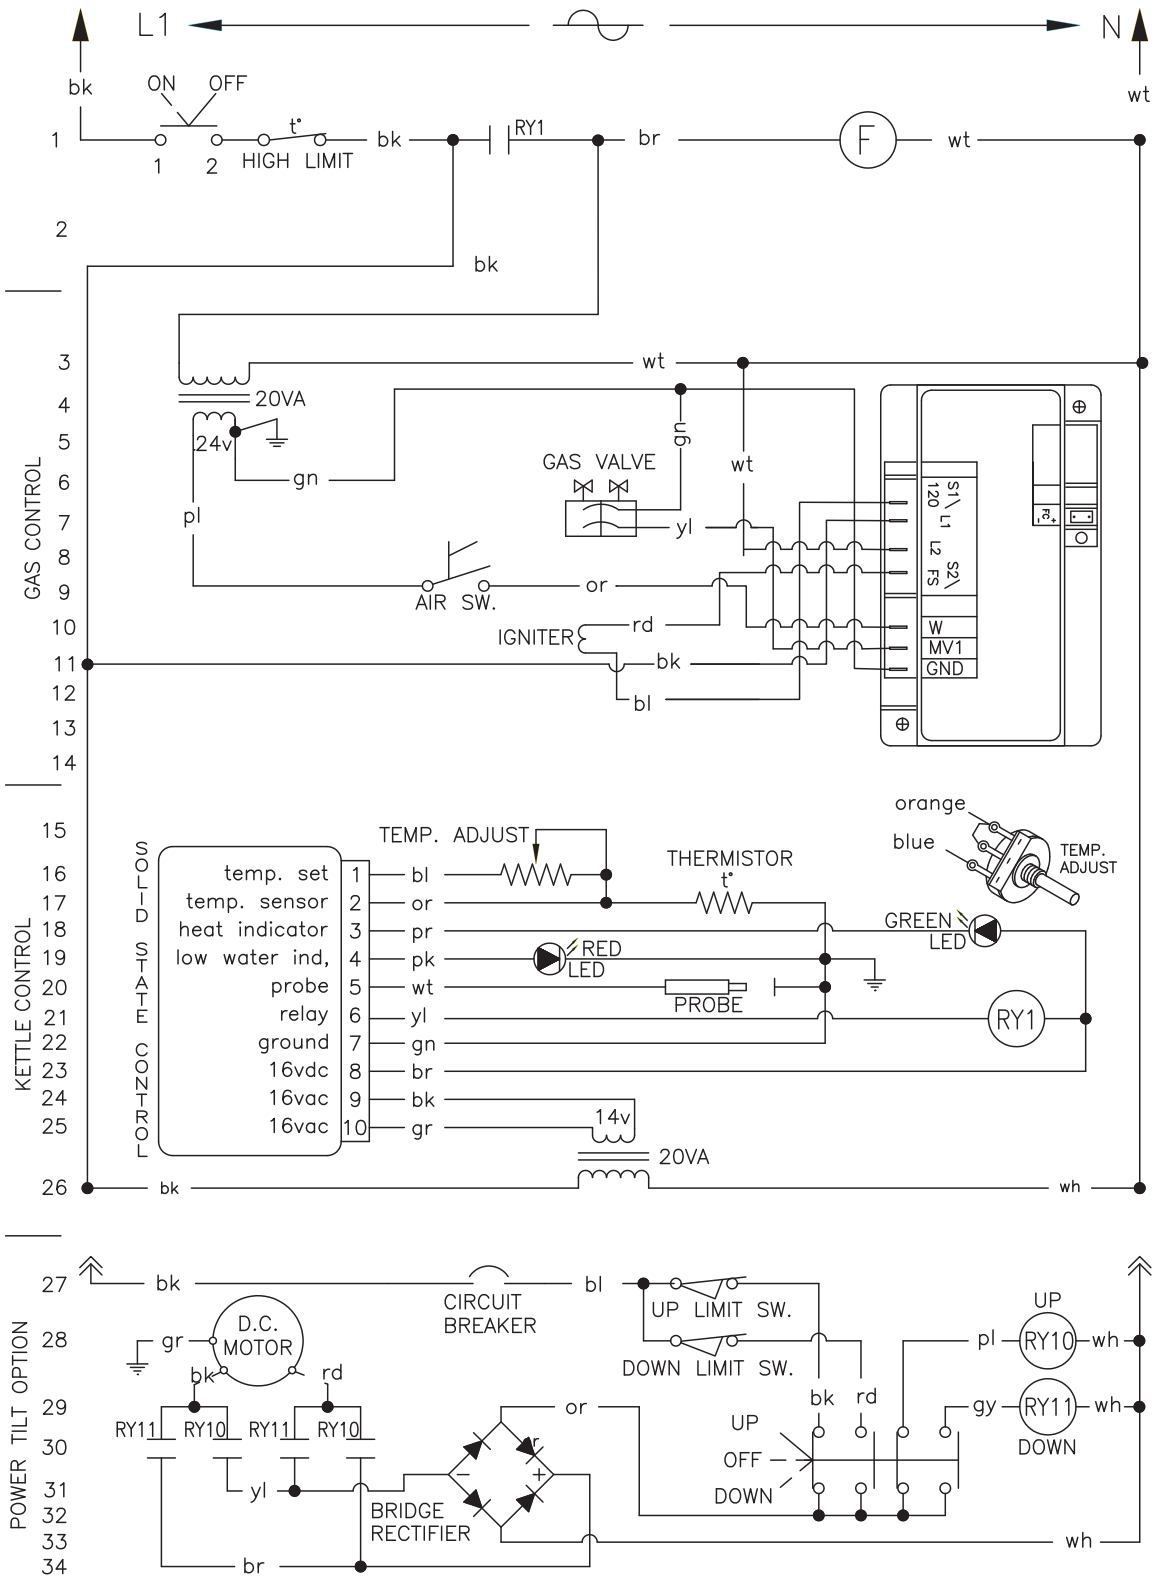 L1 N
bk
wt
ON OFF
1
1 2
t°
HIGH LIMIT
bk
RY1
br
F
wt
2
bk
3
wt
4
20VA
5
24v
GAS CONTROL
6
gn
gn
GAS VALVE
wt
7
pl
yl
8
9
AIR SW.
or
10
IGNITER
rd
11
bk
12
bl
13
14
S1\
120
L1
L2
S2\
FS
W
MV1
GND
FC
- +
KETTLE CONTROL
15
TEMP. ADJUST
orange
blue
TEMP.
ADJUST
SOLID STATE CONTROL
16
temp. set 1 bl
THERMISTOR
t°
17
temp. sensor 2 or
18
heat indicator 3 pr
GREEN
LED
19
low water ind, 4 pk
RED
LED
20
probe 5 wt
PROBE
21
relay 6 yl
RY1
22
ground 7 gn
23
16vdc 8 br
24
16vac 9 bk
14v
25
16vac 10 gr
20VA
26
bk
wh
POWER TILT OPTION
27
bk
CIRCUIT
BREAKER
bl
UP LIMIT SW.
28
gr
D.C.
MOTOR
DOWN LIMIT SW.
UP
pl RY10 wh
bk rd
29
or
bk rd
gy RY11 wh
DOWN
RY11 RY10 RY11 RY10
30
r
- +
UP
OFF
DOWN
31
yl
BRIDGE
RECTIFIER
32
33
wh
34
br